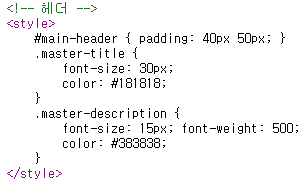 <!-- 헤더 -->
<style>
#main-header { padding: 40px 50px; }
.master-title {
font-size: 30px;
color: #181818;
}
.master-description {
font-size: 15px; font-weight: 500;
color: #383838;
}
</style>